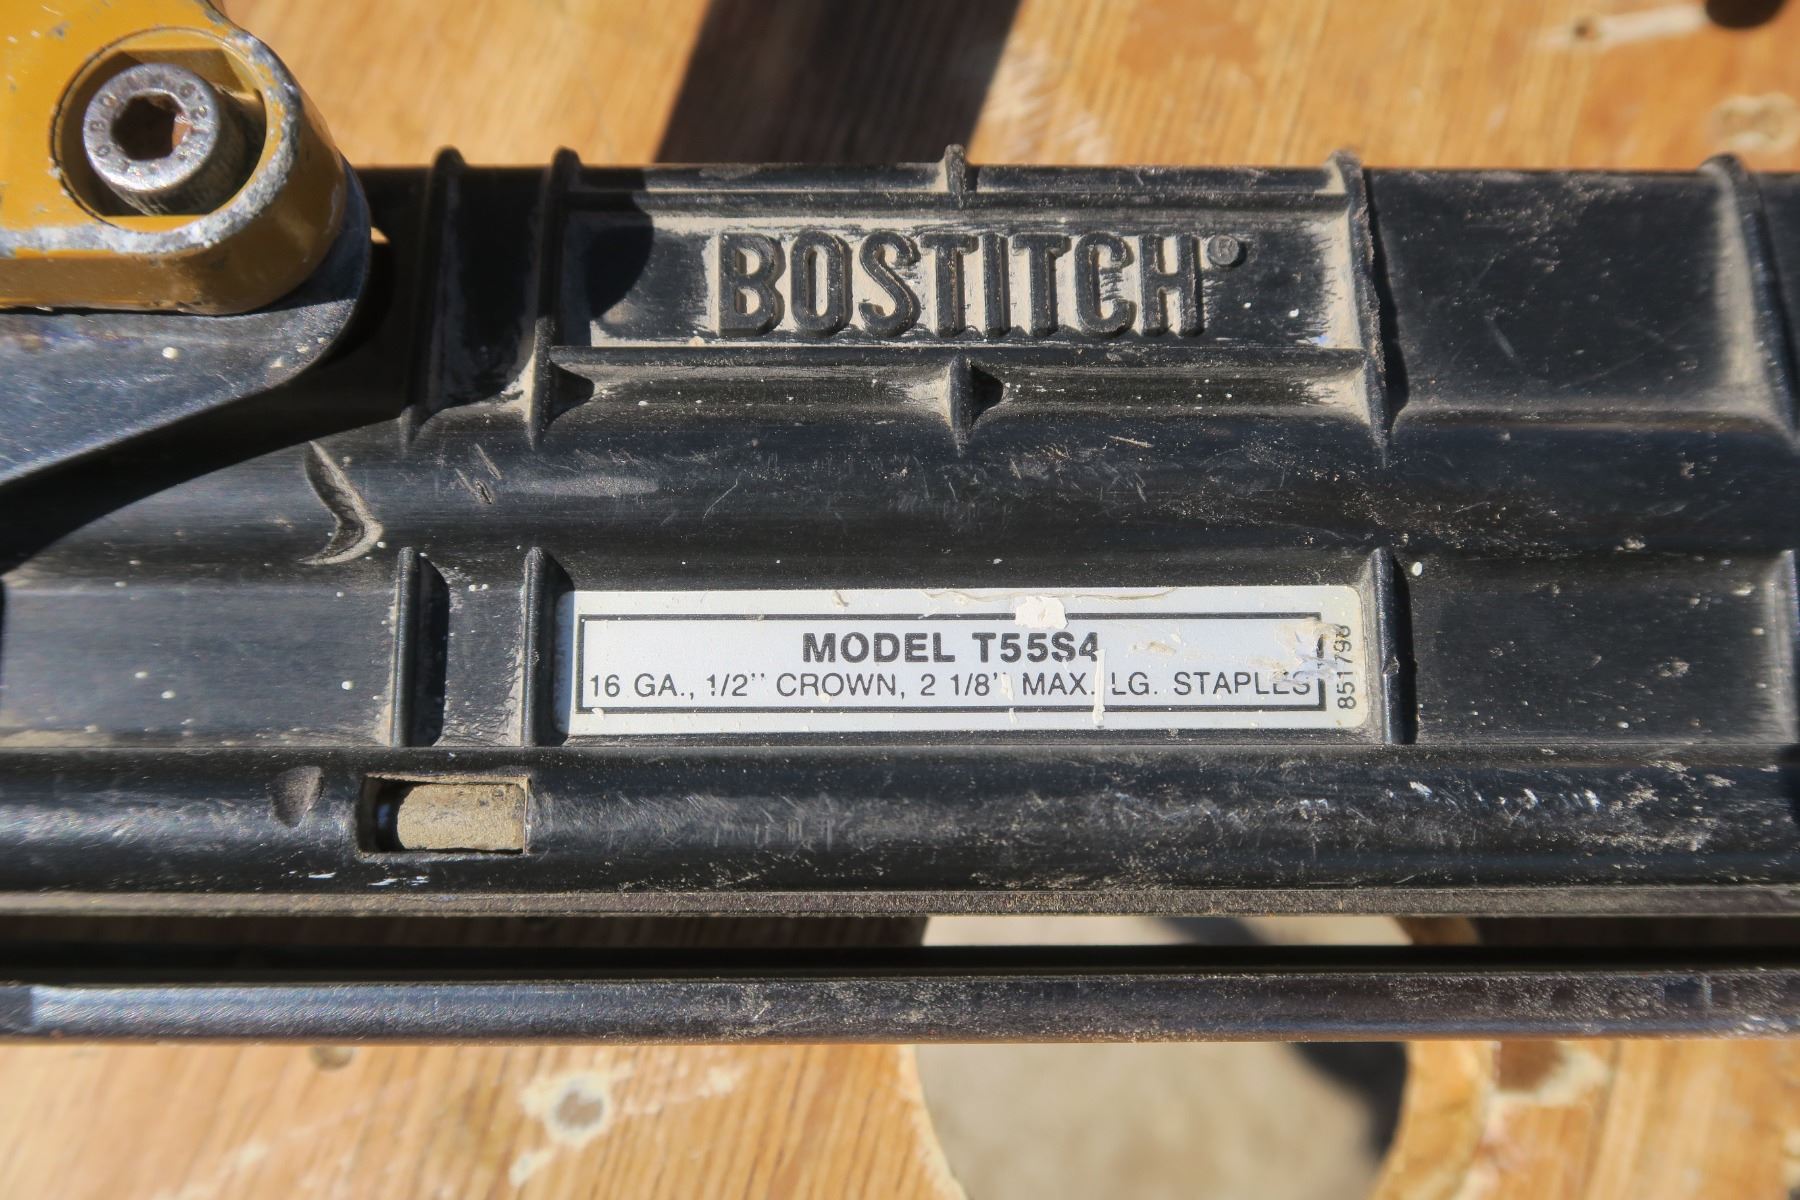 BOSTITCH®
MODEL T55S4
16 GA., 1/2'' CROWN, 2 1/8'' MAX. LG. STAPLES
851798